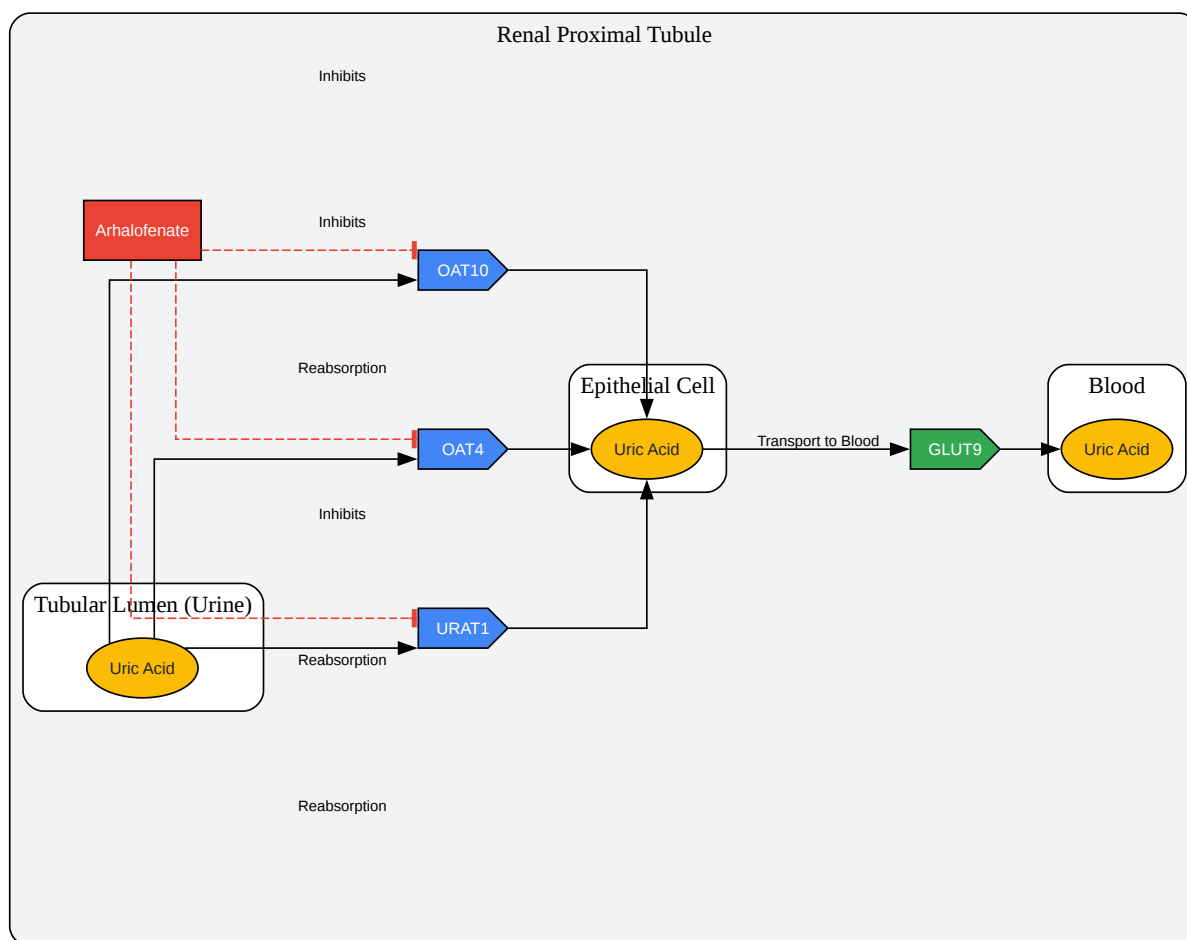 Renal Proximal Tubule
Inhibits
Inhibits
Arhalofenate
OAT10
Reabsorption
Epithelial Cell
Blood
OAT4
Uric Acid
Transport to Blood
GLUT9
Uric Acid
Inhibits
Tubular Lumen (Urine)
URAT1
Reabsorption
Uric Acid
Reabsorption